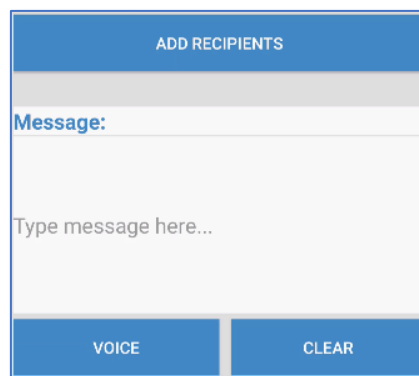 ADD RECIPIENTS
Message:
Type message here...
VOICE
CLEAR